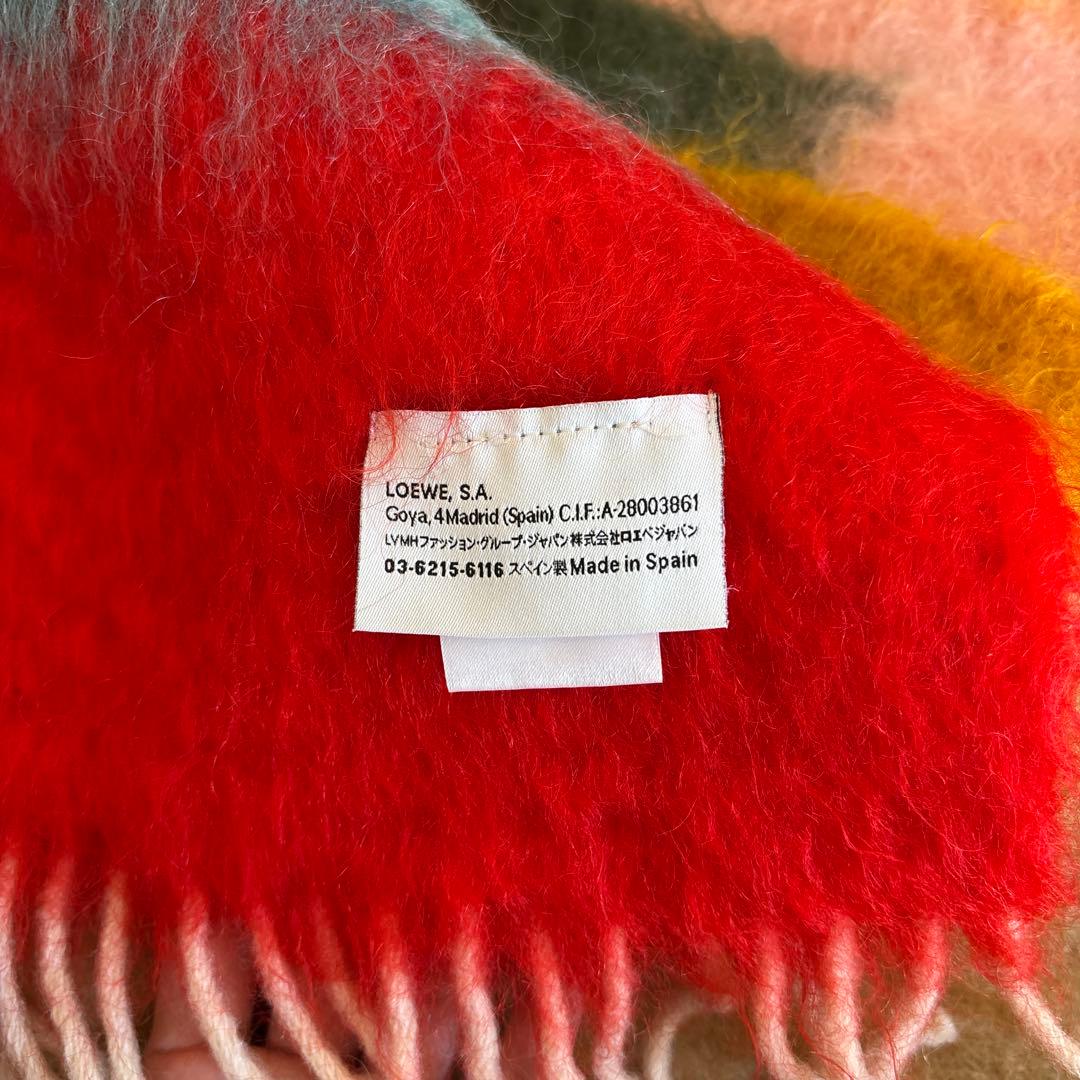 LOEWE, S.A.
Goya, 4 Madrid (Spain) C.I.F.:A-28003861
LVMHファッション・グループ・ジャパン株式会社ロエベジャパン
03-6215-6116 スペイン製 Made in Spain